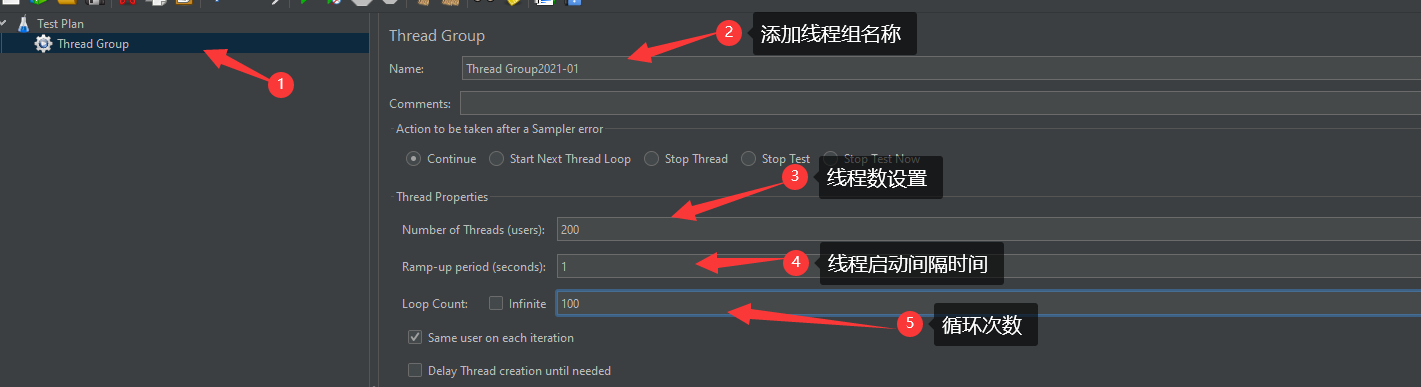 Test Plan
Thread Group
1
Thread Group
2
添加线程组名称
Name:
Thread Group2021-01
Comments:
Action to be taken after a Sampler error
Continue
Start Next Thread Loop
Stop Thread
Stop Test
Stop Test Now
3
线程数设置
Thread Properties
Number of Threads (users):
200
Ramp-up period (seconds):
1
4
线程启动间隔时间
Loop Count:
Infinite
100
5
循环次数
Same user on each iteration
Delay Thread creation until needed